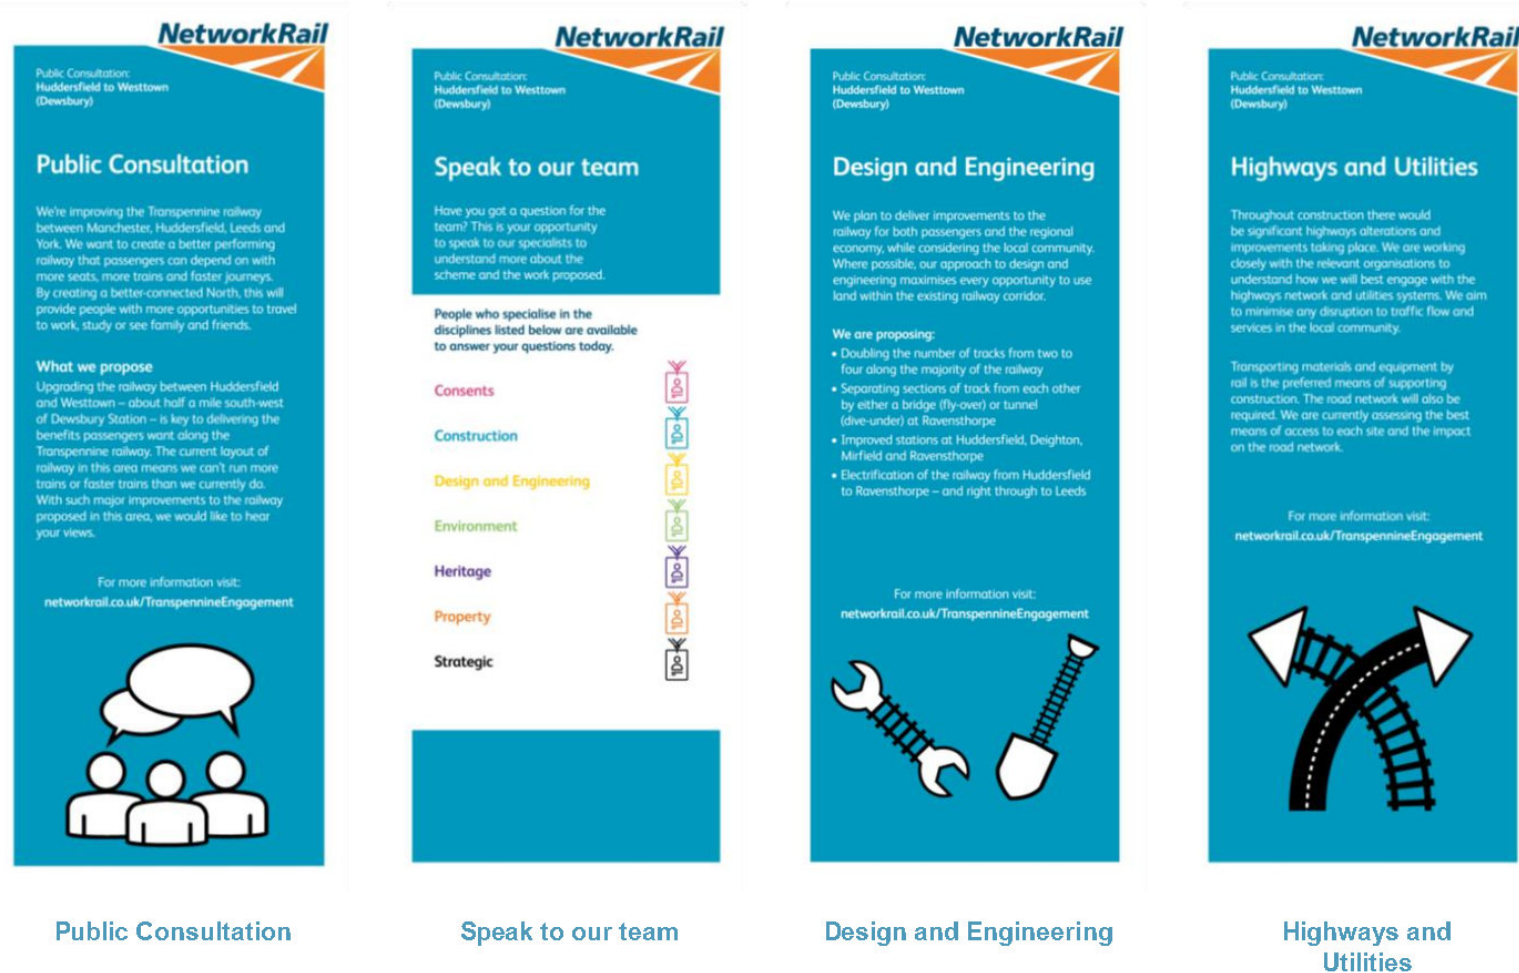 NetworkRail
Public Consultation:
Huddersfield to Westtown
(Dewsbury)
Public Consultation
We're improving the Transpennine railway
between Manchester, Huddersfield, Leeds and
York. We want to create a better performing
railway that passengers can depend on with
more seats, more trains and faster journeys.
By creating a better-connected North, this will
provide people with more opportunities to travel
to work, study or see family and friends.
What we propose
Upgrading the railway between Huddersfield
and Westtown – about half a mile south-west
of Dewsbury Station – is key to delivering the
benefits passengers want along the
Transpennine railway. The current layout of
railway in this area means we can't run more
trains or faster trains than we currently do.
With such major improvements to the railway
proposed in this area, we would like to hear
your views.
For more information visit:
networkrail.co.uk/TranspennineEngagement
Public Consultation
NetworkRail
Public Consultation:
Huddersfield to Westtown
(Dewsbury)
Speak to our team
Have you got a question for the
team? This is your opportunity
to speak to our specialists to
understand more about the
scheme and the work proposed.
People who specialise in the
disciplines listed below are available
to answer your questions today.
Consents
Construction
Design and Engineering
Environment
Heritage
Property
Strategic
Speak to our team
NetworkRail
Public Consultation:
Huddersfield to Westtown
(Dewsbury)
Design and Engineering
We plan to deliver improvements to the
railway for both passengers and the regional
economy, while considering the local community.
Where possible, our approach to design and
engineering maximises every opportunity to use
land within the existing railway corridor.
We are proposing:
• Doubling the number of tracks from two to
four along the majority of the railway
• Separating sections of track from each other
by either a bridge (fly-over) or tunnel
(dive-under) at Ravensthorpe
• Improved stations at Huddersfield, Deighton,
Mirfield and Ravensthorpe
• Electrification of the railway from Huddersfield
to Ravensthorpe – and right through to Leeds
For more information visit:
networkrail.co.uk/TranspennineEngagement
Design and Engineering
NetworkRail
Public Consultation:
Huddersfield to Westtown
(Dewsbury)
Highways and Utilities
Throughout construction there would
be significant highways alterations and
improvements taking place. We are working
closely with the relevant organisations to
understand how we will best engage with the
highways network and utilities systems. We aim
to minimise any disruption to traffic flow and
services in the local community.
Transporting materials and equipment by
rail is the preferred means of supporting
construction. The road network will also be
required. We are currently assessing the best
means of access to each site and the impact
on the road network.
For more information visit:
networkrail.co.uk/TranspennineEngagement
Highways and
Utilities